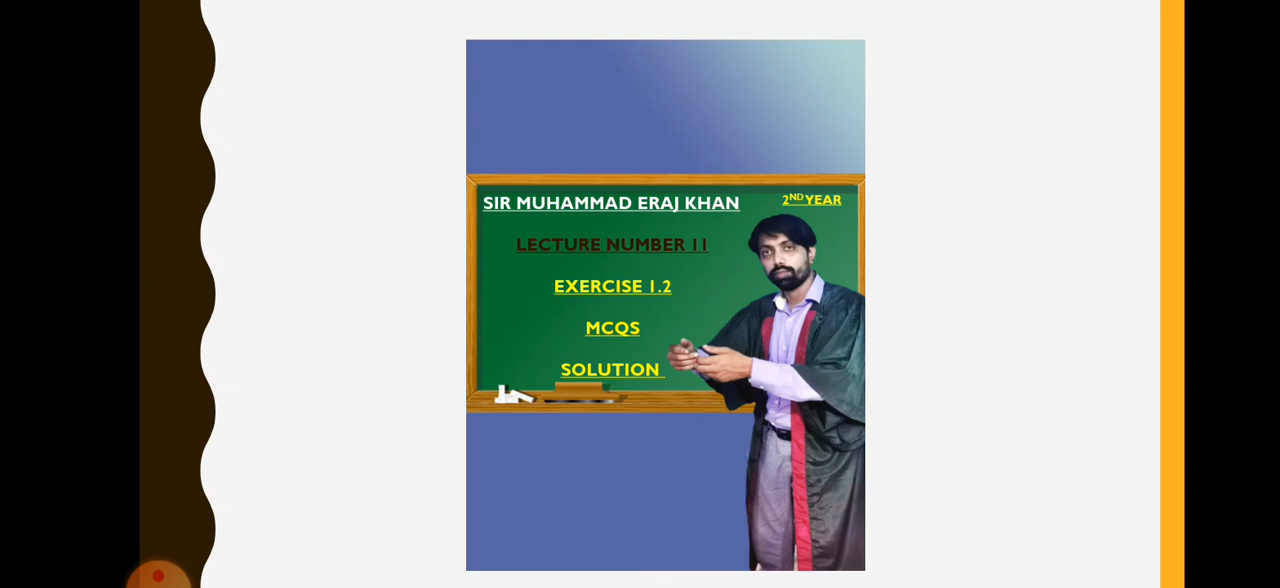 SIR MUHAMMAD ERAJ KHAN
2ND YEAR
LECTURE NUMBER 11
EXERCISE 1.2
MCQS
SOLUTION